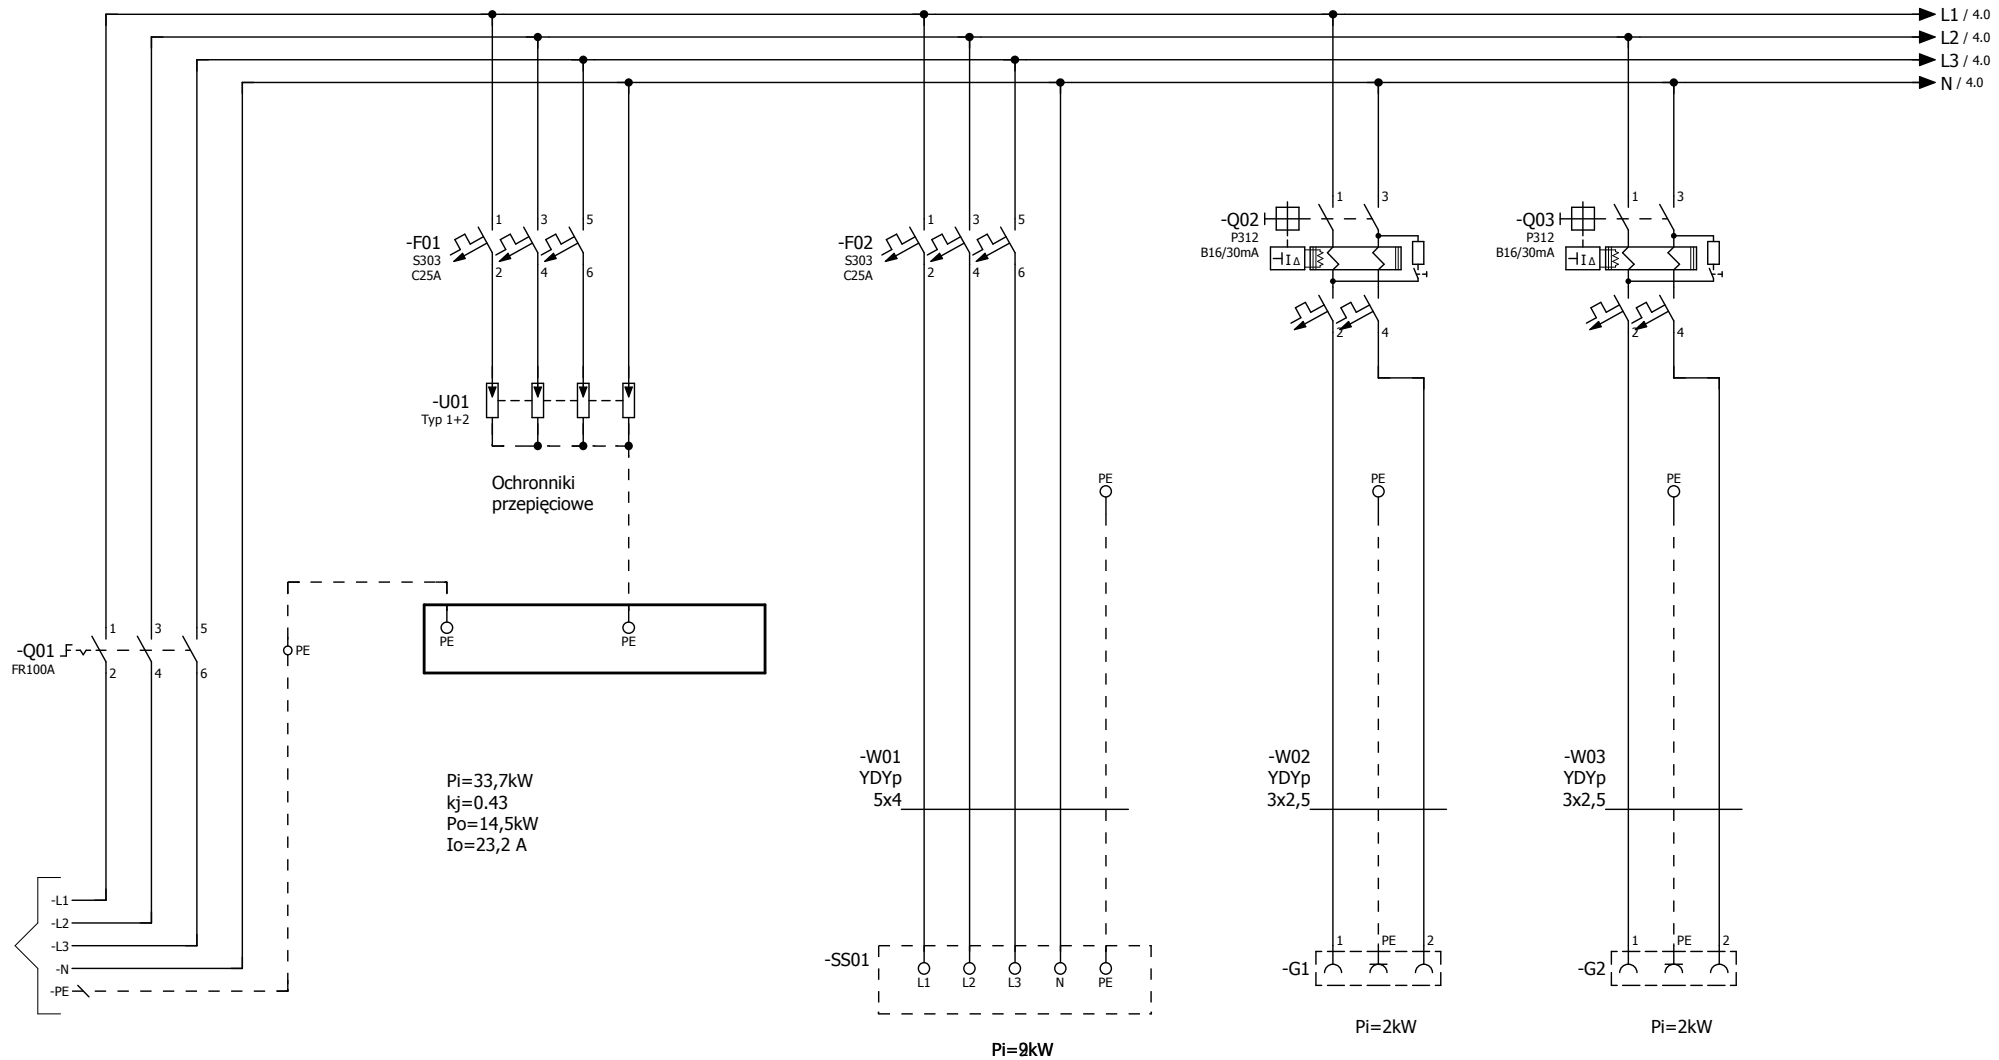 L1 / 4.0
L2 / 4.0
L3 / 4.0
N / 4.0
-F01
S303
C25A
1 3 5
2 4 6
-F02
S303
C25A
1 3 5
2 4 6
-Q02
P312
B16/30mA
1 3
I Δ
2 4
-Q03
P312
B16/30mA
1 3
I Δ
2 4
-U01
Typ 1+2
Ochronniki
przepięciowe
PE
PE
PE
-Q01
FR100A
1 3 5
2 4 6
PE
PE
PE
Pi=33,7kW
kj=0.43
Po=14,5kW
Io=23,2 A
-W01
YDYp
5x4
-W02
YDYp
3x2,5
-W03
YDYp
3x2,5
-L1
-L2
-L3
-N
-PE
-SS01
L1 L2 L3 N PE
-G1
1 PE 2
-G2
1 PE 2
Pi=2kW
Pi=2kW